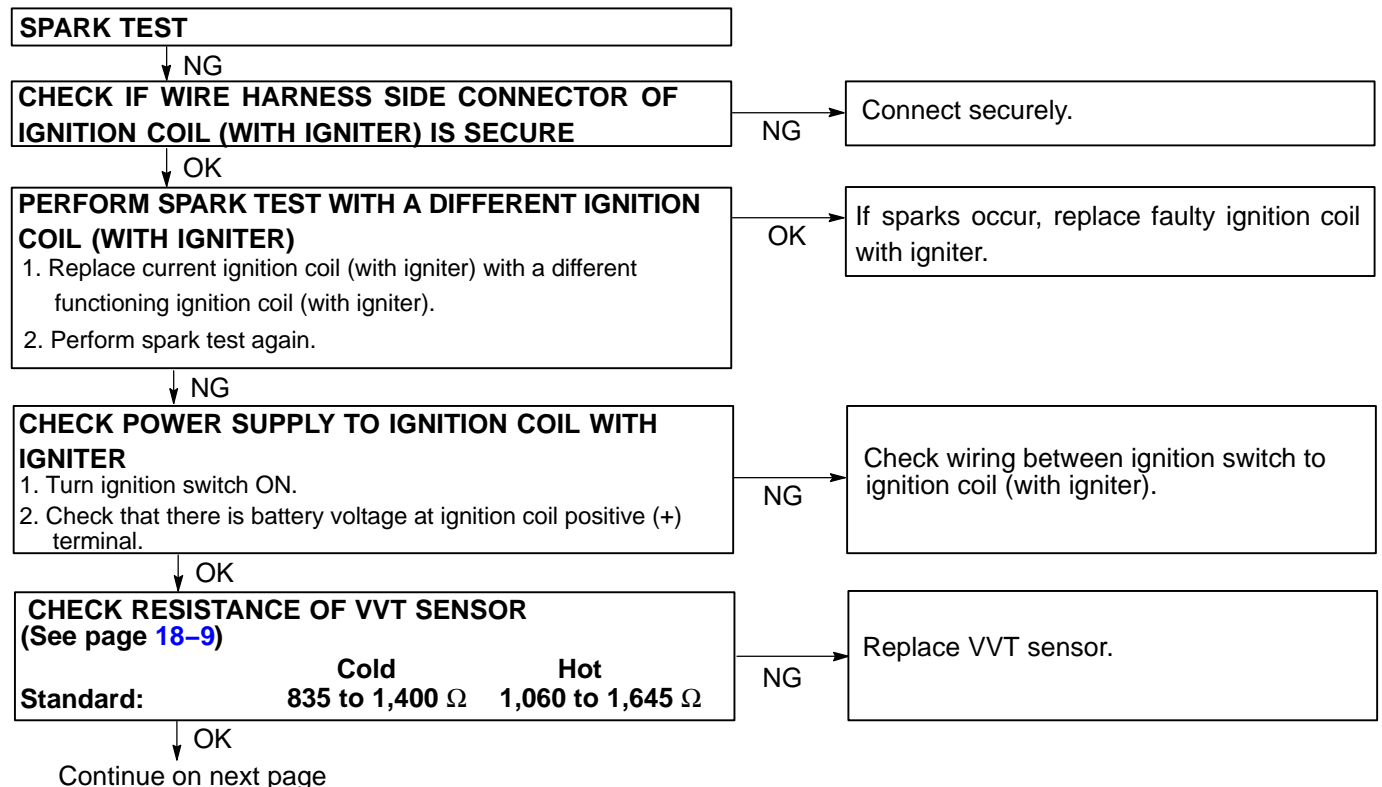 SPARK TEST
NG
CHECK IF WIRE HARNESS SIDE CONNECTOR OF
IGNITION COIL (WITH IGNITER) IS SECURE
NG
Connect securely.
OK
PERFORM SPARK TEST WITH A DIFFERENT IGNITION
COIL (WITH IGNITER)
1. Replace current ignition coil (with igniter) with a different
functioning ignition coil (with igniter).
2. Perform spark test again.
OK
If sparks occur, replace faulty ignition coil
with igniter.
NG
CHECK POWER SUPPLY TO IGNITION COIL WITH
IGNITER
1. Turn ignition switch ON.
2. Check that there is battery voltage at ignition coil positive (+)
terminal.
NG
Check wiring between ignition switch to
ignition coil (with igniter).
OK
CHECK RESISTANCE OF VVT SENSOR
(See page 18–9)
Cold Hot
Standard: 835 to 1,400 Ω 1,060 to 1,645 Ω
NG
Replace VVT sensor.
OK
Continue on next page